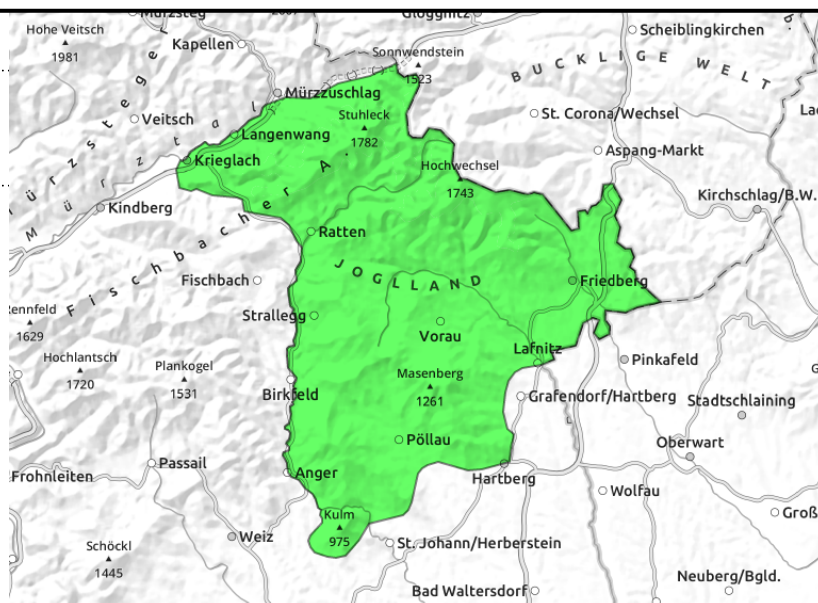 Mürzsteg
Gloggnitz
Hohe Veitsch
1981
Kapellen
Scheiblingkirchen
Sonnwendstein
1523
BUCKLIGE WELT
Mürzzuschlag
Veitsch
Stuhleck
1782
St. Corona/Wechsel
Langenwang
Aspang-Markt
Krieglach
Hochwechsel
1743
Kirchschlag/B.W.
Mürztal
Kindberg
Fischbacher A.
Ratten
JOGLLAND
Fischbach
Friedberg
Rennfeld
1629
Strallegg
Vorau
Lafnitz
Hochlantsch
1720
Plankogel
1531
Masenberg
1261
Pinkafeld
Birkfeld
Grafendorf/Hartberg
Stadtschlaining
Pöllau
Oberwart
Passail
Frohnleiten
Anger
Hartberg
Wolfau
Kulm
975
Groß
Weiz
St. Johann/Herberstein
Schöckl
1445
Bad Waltersdorf
Neuberg/Bgld.